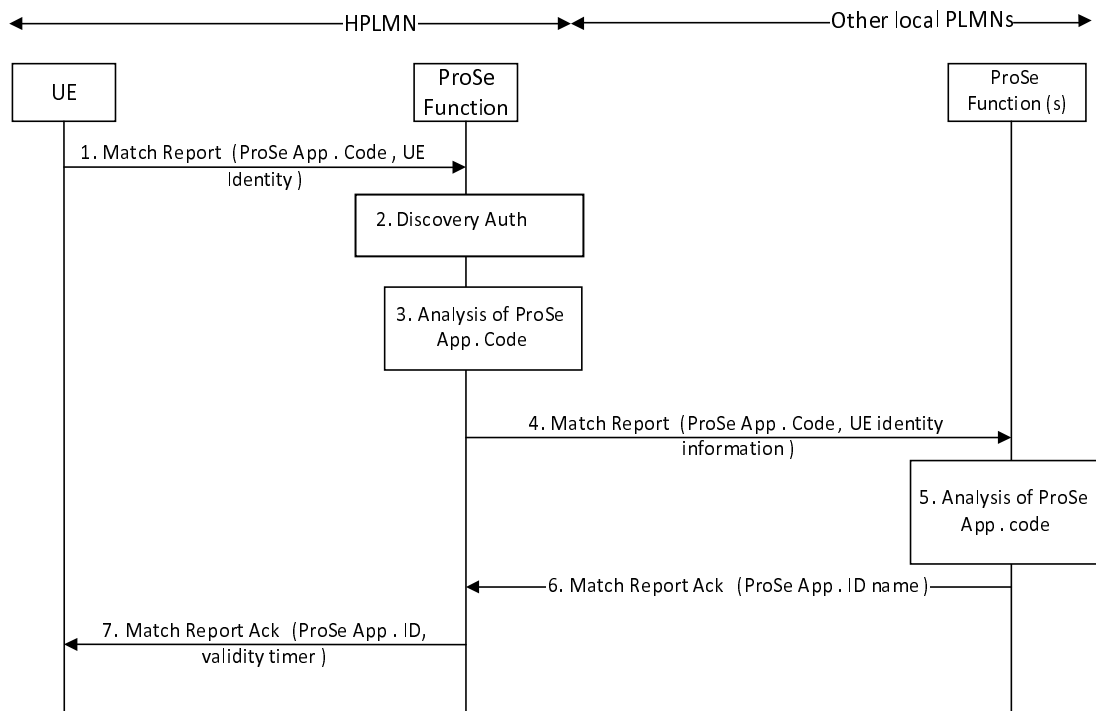 HPLMN
Other local PLMNs
UE
ProSe
Function
ProSe
Function (s)
1. Match Report (ProSe App . Code , UE
Identity )
2. Discovery Auth
3. Analysis of ProSe
App . Code
4. Match Report (ProSe App . Code, UE identity
information )
5. Analysis of ProSe
App . code
6. Match Report Ack (ProSe App . ID name )
7. Match Report Ack (ProSe App . ID,
validity timer )